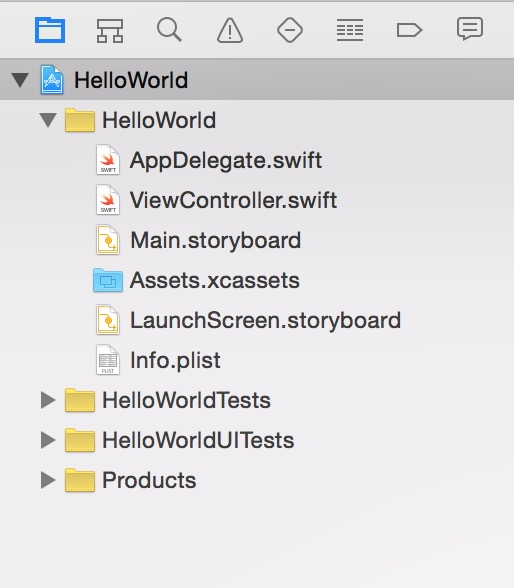 HelloWorld
HelloWorld
AppDelegate.swift
ViewController.swift
Main.storyboard
Assets.xcassets
LaunchScreen.storyboard
Info.plist
HelloWorldTests
HelloWorldUITests
Products